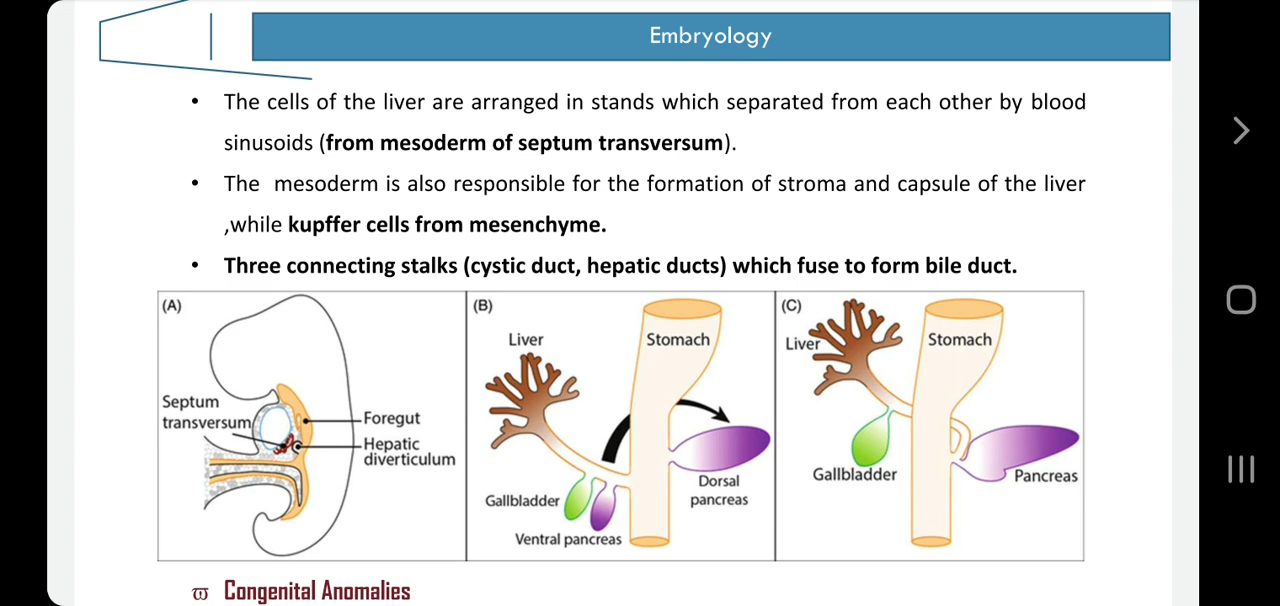 Embryology
• The cells of the liver are arranged in stands which separated from each other by blood
sinusoids (from mesoderm of septum transversum).
• The mesoderm is also responsible for the formation of stroma and capsule of the liver
,while kupffer cells from mesenchyme.
• Three connecting stalks (cystic duct, hepatic ducts) which fuse to form bile duct.
(A)
Septum
transversum
Foregut
Hepatic
diverticulum
(B)
Liver
Stomach
Dorsal
pancreas
Gallbladder
Ventral pancreas
(C)
Liver
Stomach
Gallbladder
Pancreas
ϖ Congenital Anomalies